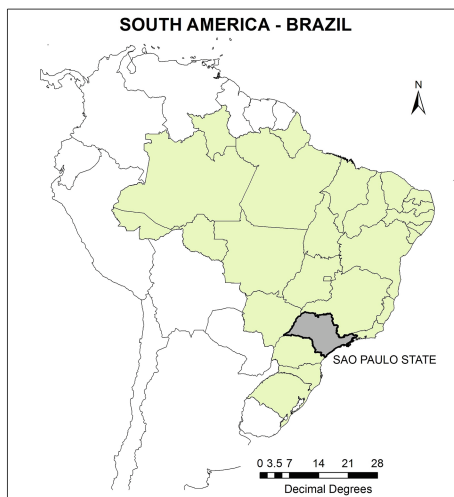 SOUTH AMERICA - BRAZIL
N
SAO PAULO STATE
0 3.5 7 14 21 28
Decimal Degrees